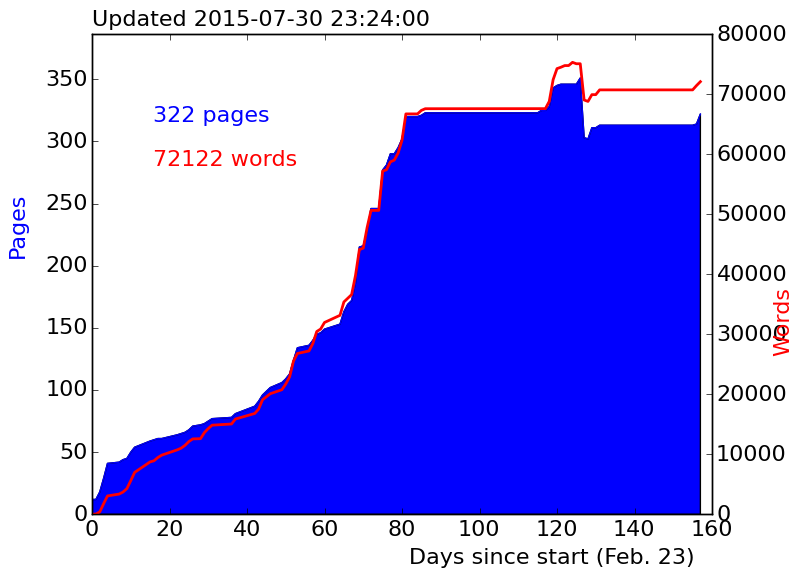 Updated 2015-07-30 23:24:00
322 pages
72122 words
Pages
350
300
250
200
150
100
50
0
80000
70000
60000
50000
40000
30000
20000
10000
0
Words
0 20 40 60 80 100 120 140 160
Days since start (Feb. 23)